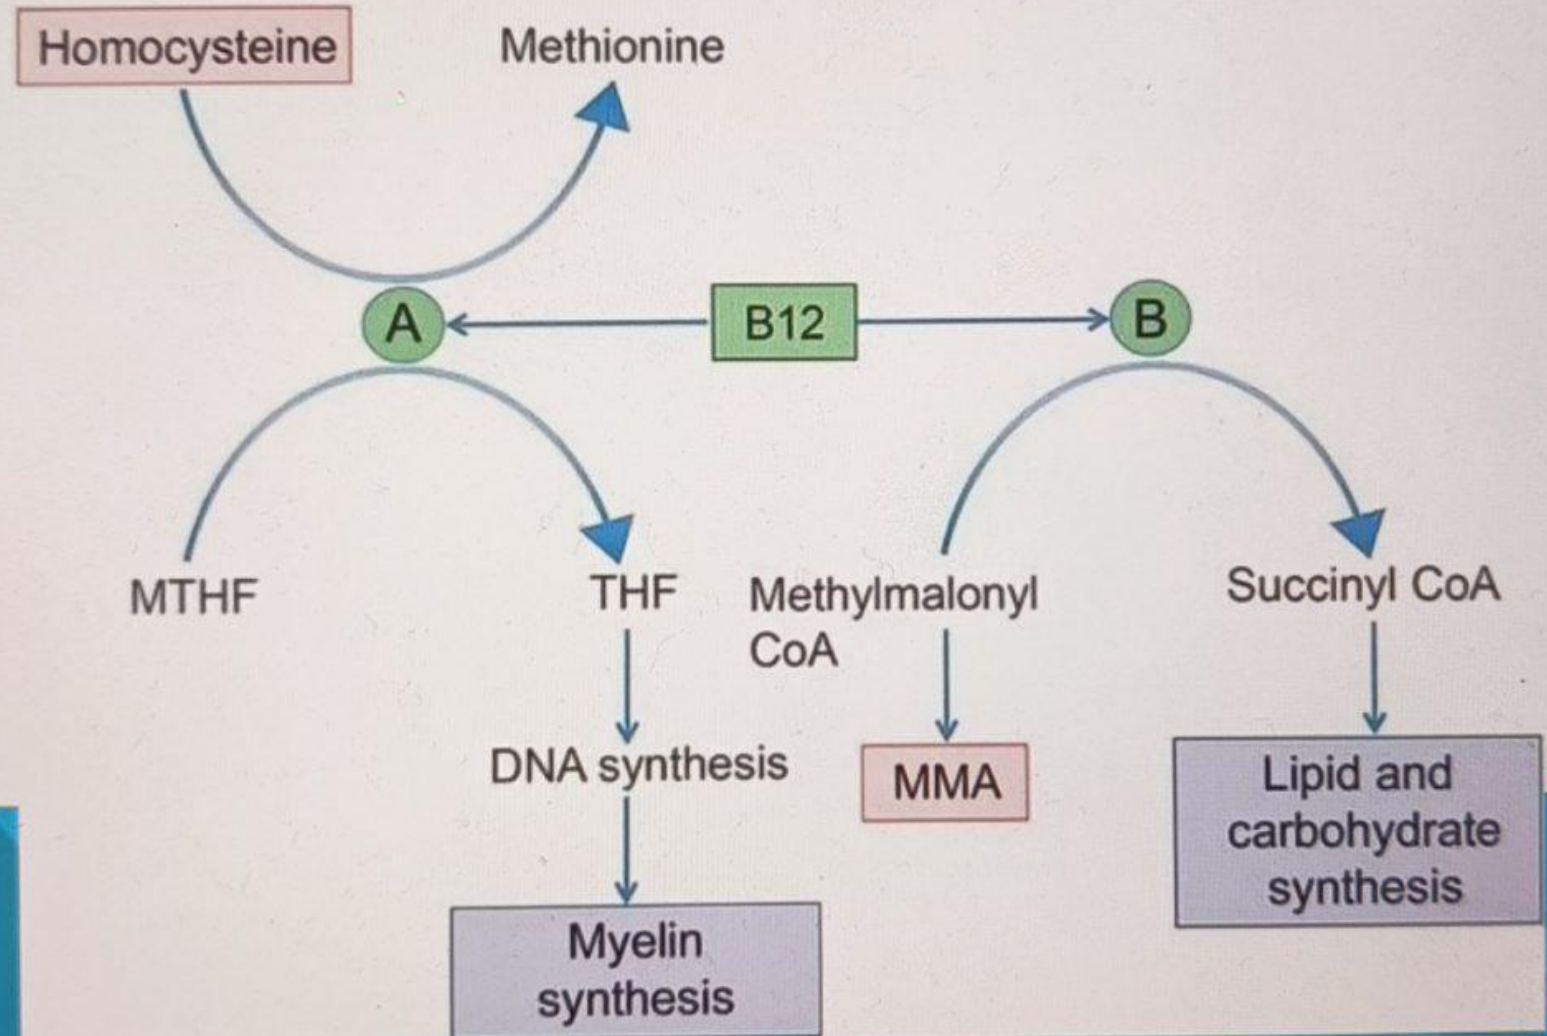 Homocysteine
Methionine
A
B12
B
MTHF
THF
Methylmalonyl
CoA
Succinyl CoA
DNA synthesis
MMA
Lipid and
carbohydrate
synthesis
Myelin
synthesis